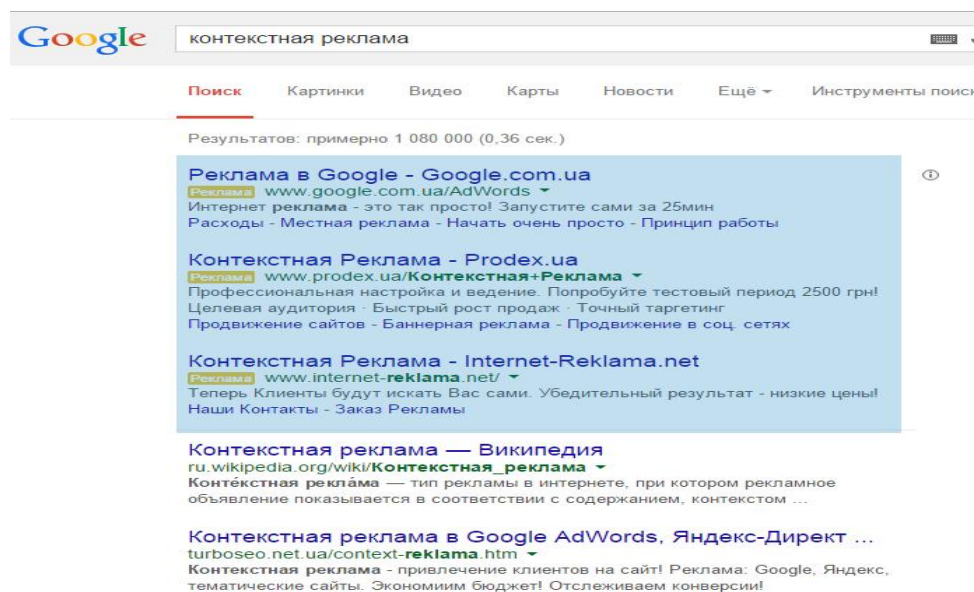 Google контекстная реклама
Поиск Картинки Видео Карты Новости Ещё Инструменты поиск
Результатов: примерно 1 080 000 (0,36 сек.)
Реклама в Google - Google.com.ua
Реклама www.google.com.ua/AdWords
Интернет реклама - это так просто! Запустите сами за 25мин
Расходы - Местная реклама - Начать очень просто - Принцип работы
Контекстная Реклама - Prodex.ua
Реклама www.prodex.ua/Контекстная+Реклама
Профессиональная настройка и ведение. Попробуйте тестовый период 2500 грн!
Целевая аудитория · Быстрый рост продаж · Точный таргетинг
Продвижение сайтов - Баннерная реклама - Продвижение в соц. сетях
Контекстная Реклама - Internet-Reklama.net
Реклама www.internet-reklama.net/
Теперь Клиенты будут искать Вас сами. Убедительный результат - низкие цены!
Наши Контакты - Заказ Рекламы
Контекстная реклама — Википедия
ru.wikipedia.org/wiki/Контекстная_реклама
Конте́кстная рекла́ма — тип рекламы в интернете, при котором рекламное
объявление показывается в соответствии с содержанием, контекстом ...
Контекстная реклама в Google AdWords, Яндекс-Директ ...
turboseo.net.ua/context-reklama.htm
Контекстная реклама - привлечение клиентов на сайт! Реклама: Google, Яндекс,
тематические сайты. Экономиим бюджет! Отслеживаем конверсии!